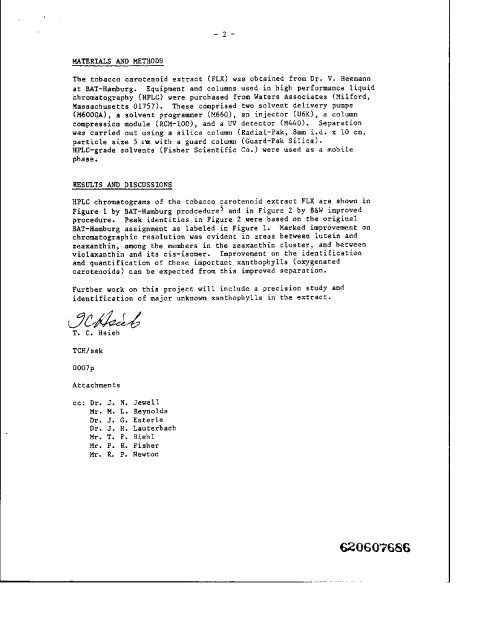 - 2 -
MATERIALS AND METHODS
The tobacco carotenoid extract (FLX) was obtained from Dr. V. Heemann
at BAT-Hamburg. Equipment and columns used in high performance liquid
chromatography (HPLC) were purchased from Waters Associates (Milford,
Massachusetts 01757). These comprised two solvent delivery pumps
(M6000A), a solvent programmer (M660), an injector (U6K), a column
compression module (RCM-100), and a UV detector (M440). Separation
was carried out using a silica column (Radial-Pak, 8mm i.d. x 10 cm,
particle size 5 with a guard column (Guard-Pak Silica).
HPLC-grade solvents (Fisher Scientific Co.) were used as a mobile
phase.
RESULTS AND DISCUSSIONS
HPLC chromatograms of the tobacco carotenoid extract FLX are shown in
Figure 1 by BAT-Hamburg prodcedure⁵ and in Figure 2 by B&W improved
procedure. Peak identities in Figure 2 were based on the original
BAT-Hamburg assignment as labeled in Figure 1. Marked improvement on
chromatographic resolution was evident in areas between lutein and
zeaxanthin, among the members in the zeaxanthin cluster, and between
violaxanthin and its cis-isomer. Improvement on the identification
and quantification of these important xanthophylls (oxygenated
carotenoids) can be expected from this improved separation.
Further work on this project will include a precision study and
identification of major unknown xanthophylls in the extract.
TCHsieh
T. C. Hsieh
TCH/sek
0007p
Attachments
cc: Dr. J. N. Jewell
Mr. M. L. Reynolds
Dr. J. G. Esterle
Dr. J. H. Lauterbach
Mr. T. F. Riehl
Mr. P. R. Fisher
Mr. R. P. Newton
620607686